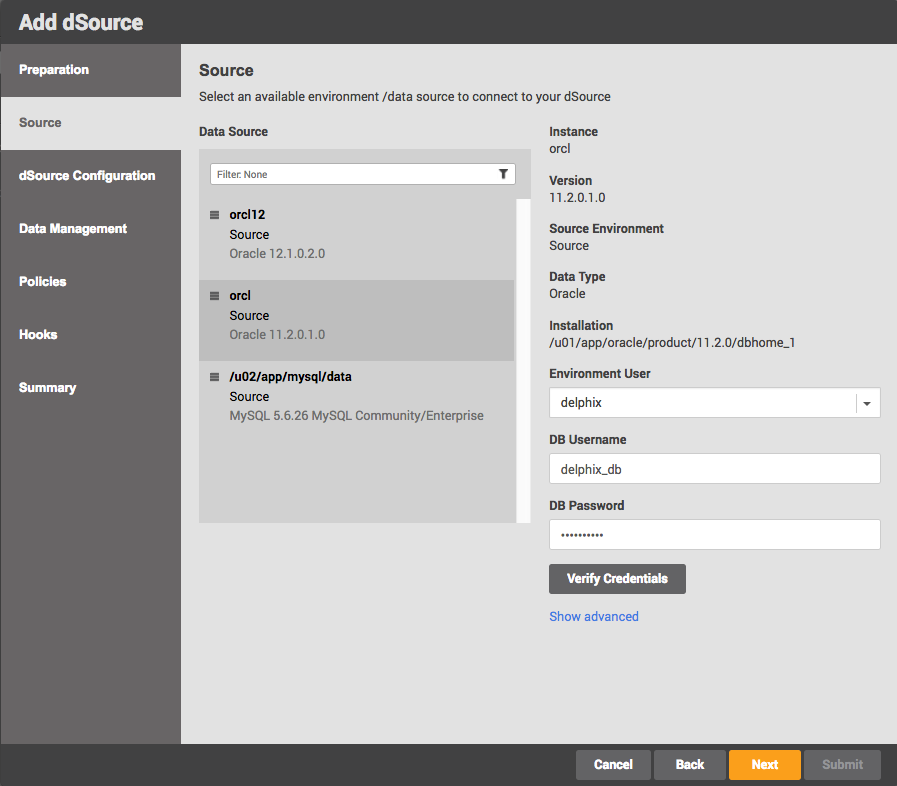 Add dSource
Preparation
Source
dSource Configuration
Data Management
Policies
Hooks
Summary
Source
Select an available environment /data source to connect to your dSource
Data Source
Filter: None
orcl12
Source
Oracle 12.1.0.2.0
orcl
Source
Oracle 11.2.0.1.0
/u02/app/mysql/data
Source
MySQL 5.6.26 MySQL Community/Enterprise
Instance
orcl
Version
11.2.0.1.0
Source Environment
Source
Data Type
Oracle
Installation
/u01/app/oracle/product/11.2.0/dbhome_1
Environment User
delphix
DB Username
delphix_db
DB Password
••••••••••
Verify Credentials
Show advanced
Cancel
Back
Next
Submit